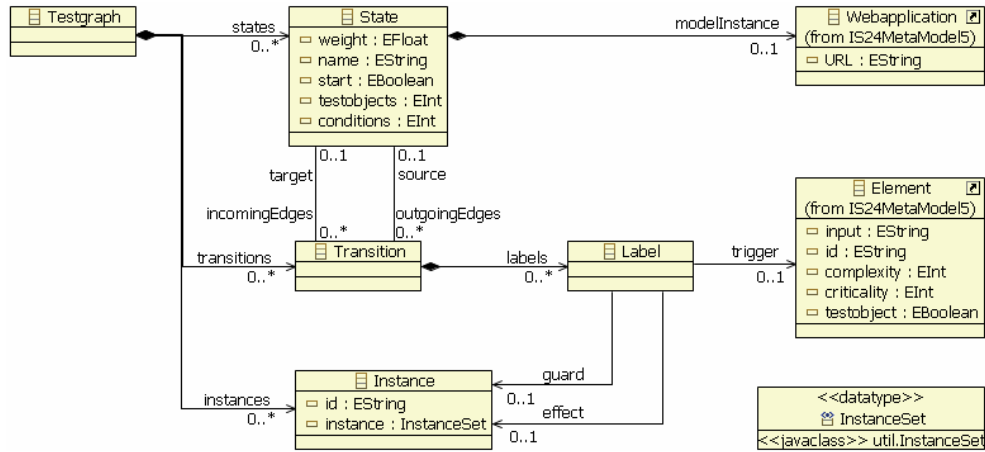 Testgraph
states
0..*
State
weight : EFloat
name : EString
start : EBoolean
testobjects : EInt
conditions : EInt
modelInstance
0..1
Webapplication
(from IS24MetaModel5)
URL : EString
0..1
0..1
target
source
incomingEdges
outgoingEdges
0..*
0..*
transitions
0..*
Transition
labels
0..*
Label
trigger
0..1
Element
(from IS24MetaModel5)
input : EString
id : EString
complexity : EInt
criticality : EInt
testobject : EBoolean
instances
0..*
Instance
id : EString
instance : InstanceSet
guard
0..1
effect
0..1
<<datatype>>
InstanceSet
<<javaclass>> util.InstanceSet